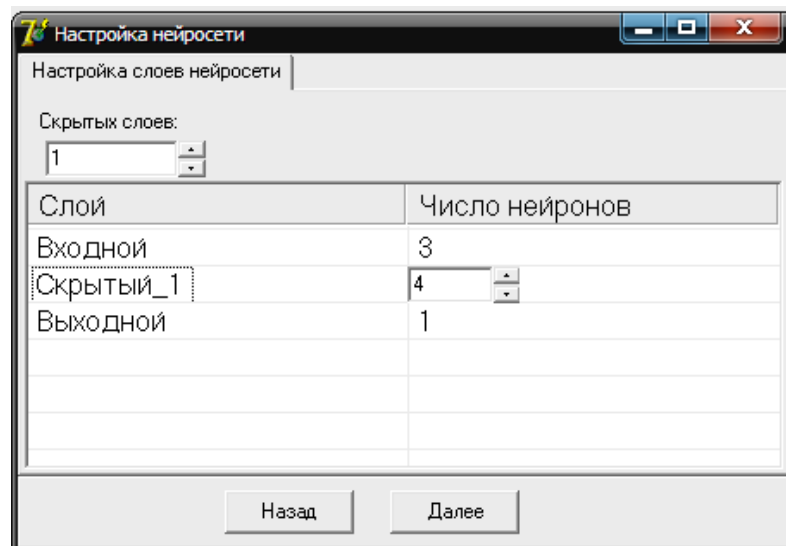 Настройка нейросети
Настройка слоев нейросети
Скрытых слоев:
1
Слой Число нейронов
Входной 3
Скрытый_1 4
Выходной 1
Назад Далее